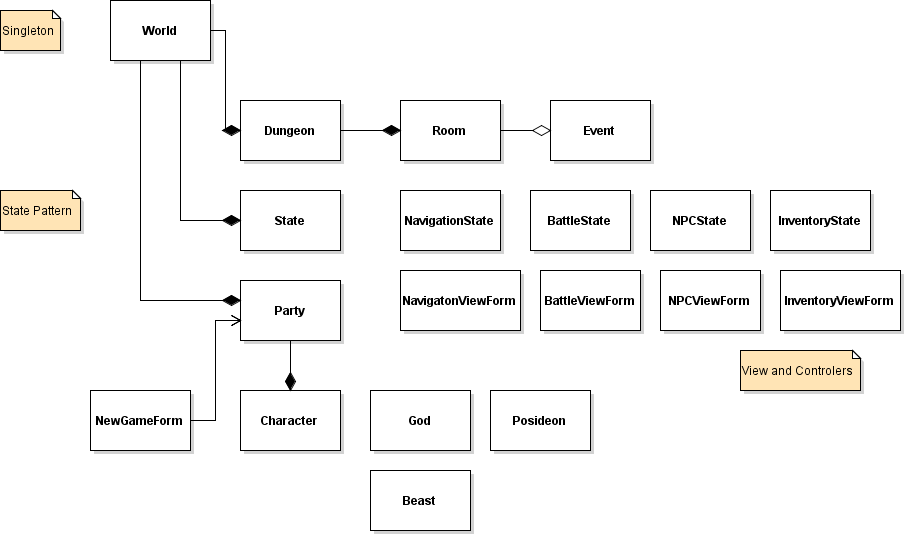 Singleton
World
Dungeon
Room
Event
State Pattern
State
NavigationState
BattleState
NPCState
InventoryState
NavigatonViewForm
BattleViewForm
NPCViewForm
InventoryViewForm
Party
View and Controlers
NewGameForm
Character
God
Posideon
Beast